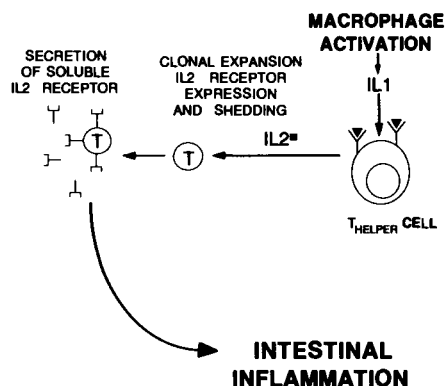 MACROPHAGE
ACTIVATION
IL1
SECRETION
OF SOLUBLE
IL2 RECEPTOR
CLONAL EXPANSION
IL2 RECEPTOR
EXPRESSION
AND SHEDDING
IL2■
T
T
THELPER CELL
INTESTINAL
INFLAMMATION